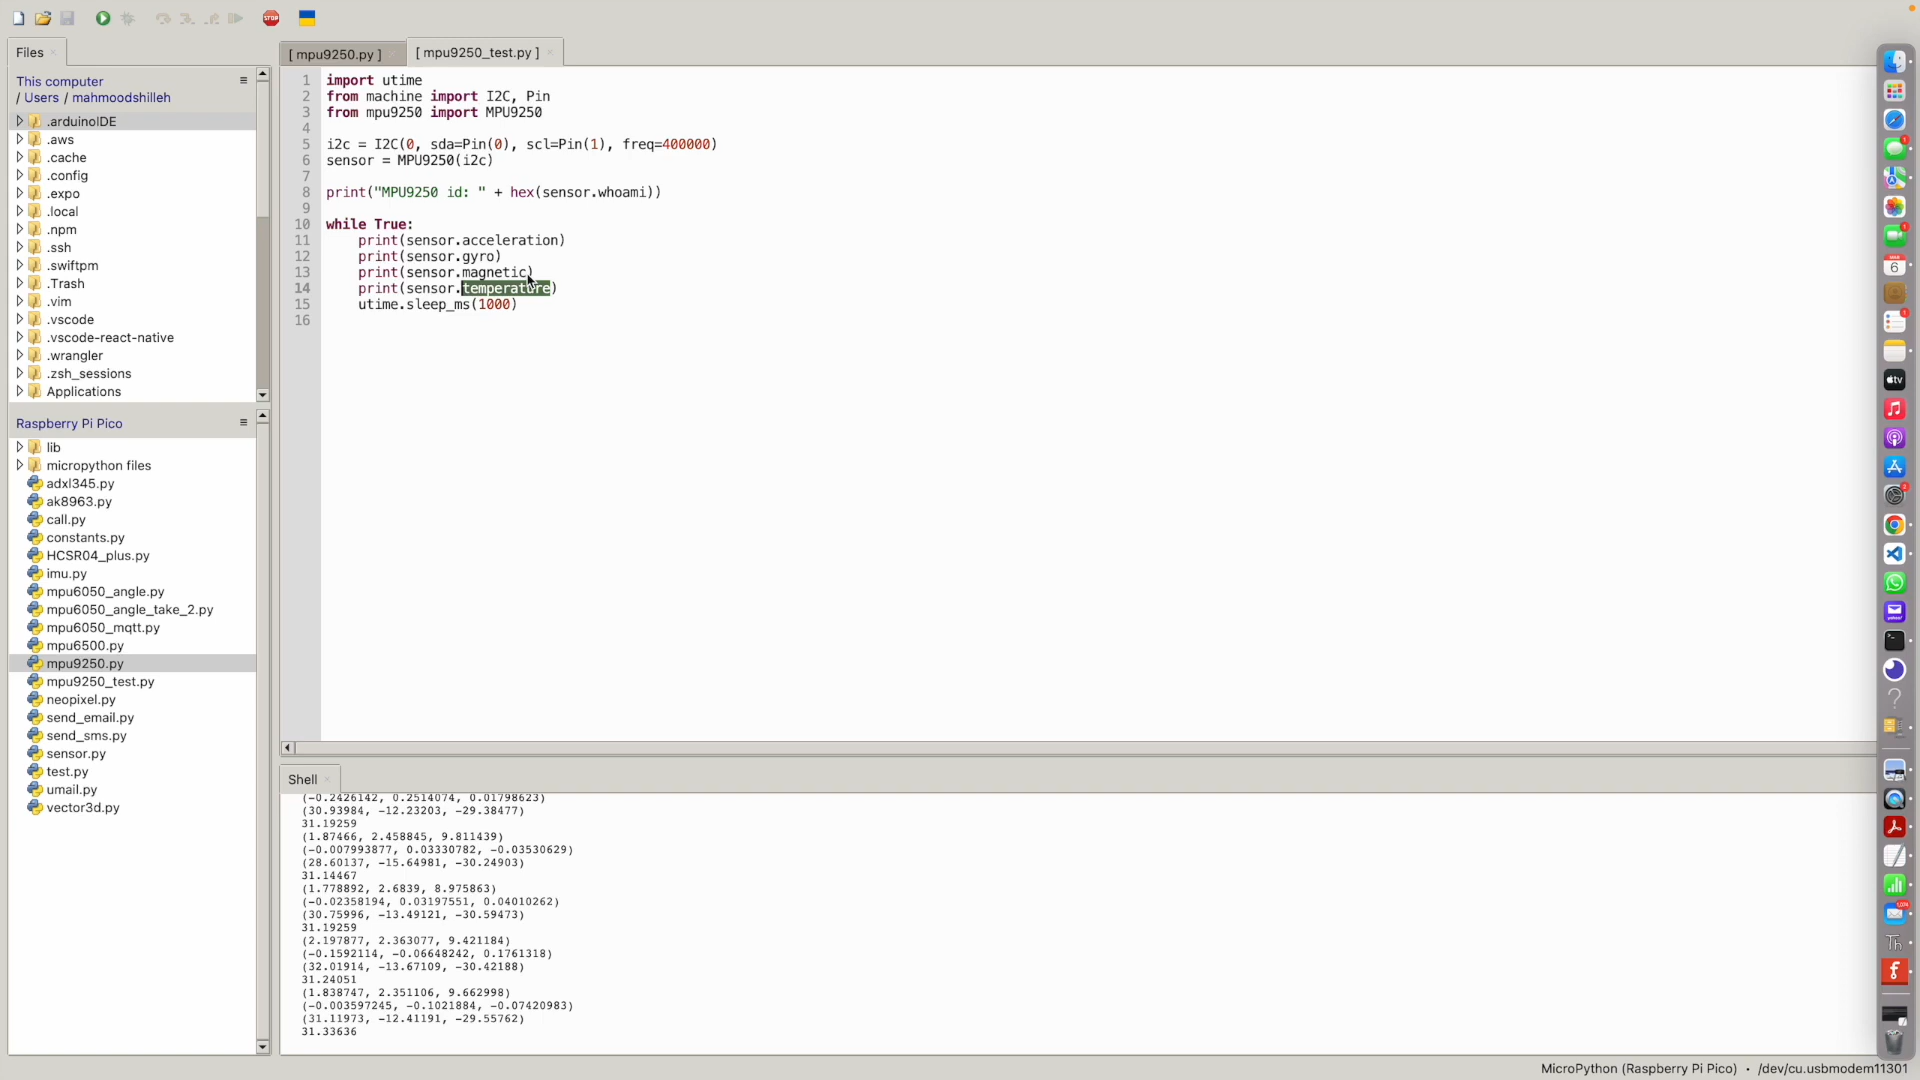 Files
This computer
/ Users / mahmoodshilleh
.arduinoIDE
.aws
.cache
.config
.expo
.local
.npm
.ssh
.swiftpm
.Trash
.vim
.vscode
.vscode-react-native
.wrangler
.zsh_sessions
Applications
Raspberry Pi Pico
lib
micropython files
adxl345.py
ak8963.py
call.py
constants.py
HCSR04_plus.py
imu.py
mpu6050_angle.py
mpu6050_angle_take_2.py
mpu6050_mqtt.py
mpu6500.py
mpu9250.py
mpu9250_test.py
neopixel.py
send_email.py
send_sms.py
sensor.py
test.py
umail.py
vector3d.py
[ mpu9250.py ]
[ mpu9250_test.py ]
1 import utime
2 from machine import I2C, Pin
3 from mpu9250 import MPU9250
4
5 i2c = I2C(0, sda=Pin(0), scl=Pin(1), freq=400000)
6 sensor = MPU9250(i2c)
7
8 print("MPU9250 id: " + hex(sensor.whoami))
9
10 while True:
11 print(sensor.acceleration)
12 print(sensor.gyro)
13 print(sensor.magnetic)
14 print(sensor.temperature)
15 utime.sleep_ms(1000)
16
Shell
(-0.2426142, 0.2514074, 0.01798623)
(30.93984, -12.23203, -29.38477)
31.19259
(1.87466, 2.458845, 9.811439)
(-0.007993877, 0.03330782, -0.03530629)
(28.60137, -15.64981, -30.24903)
31.14467
(1.778892, 2.6839, 8.975863)
(-0.02358194, 0.03197551, 0.04010262)
(30.75996, -13.49121, -30.59473)
31.19259
(2.197877, 2.363077, 9.421184)
(-0.1592114, -0.06648242, 0.1761318)
(32.01914, -13.67109, -30.42188)
31.24051
(1.838747, 2.351106, 9.662998)
(-0.003597245, -0.1021884, -0.07420983)
(31.11973, -12.41191, -29.55762)
31.33636
MicroPython (Raspberry Pi Pico) • /dev/cu.usbmodem11301
STOP
MAR
6
tv
Th